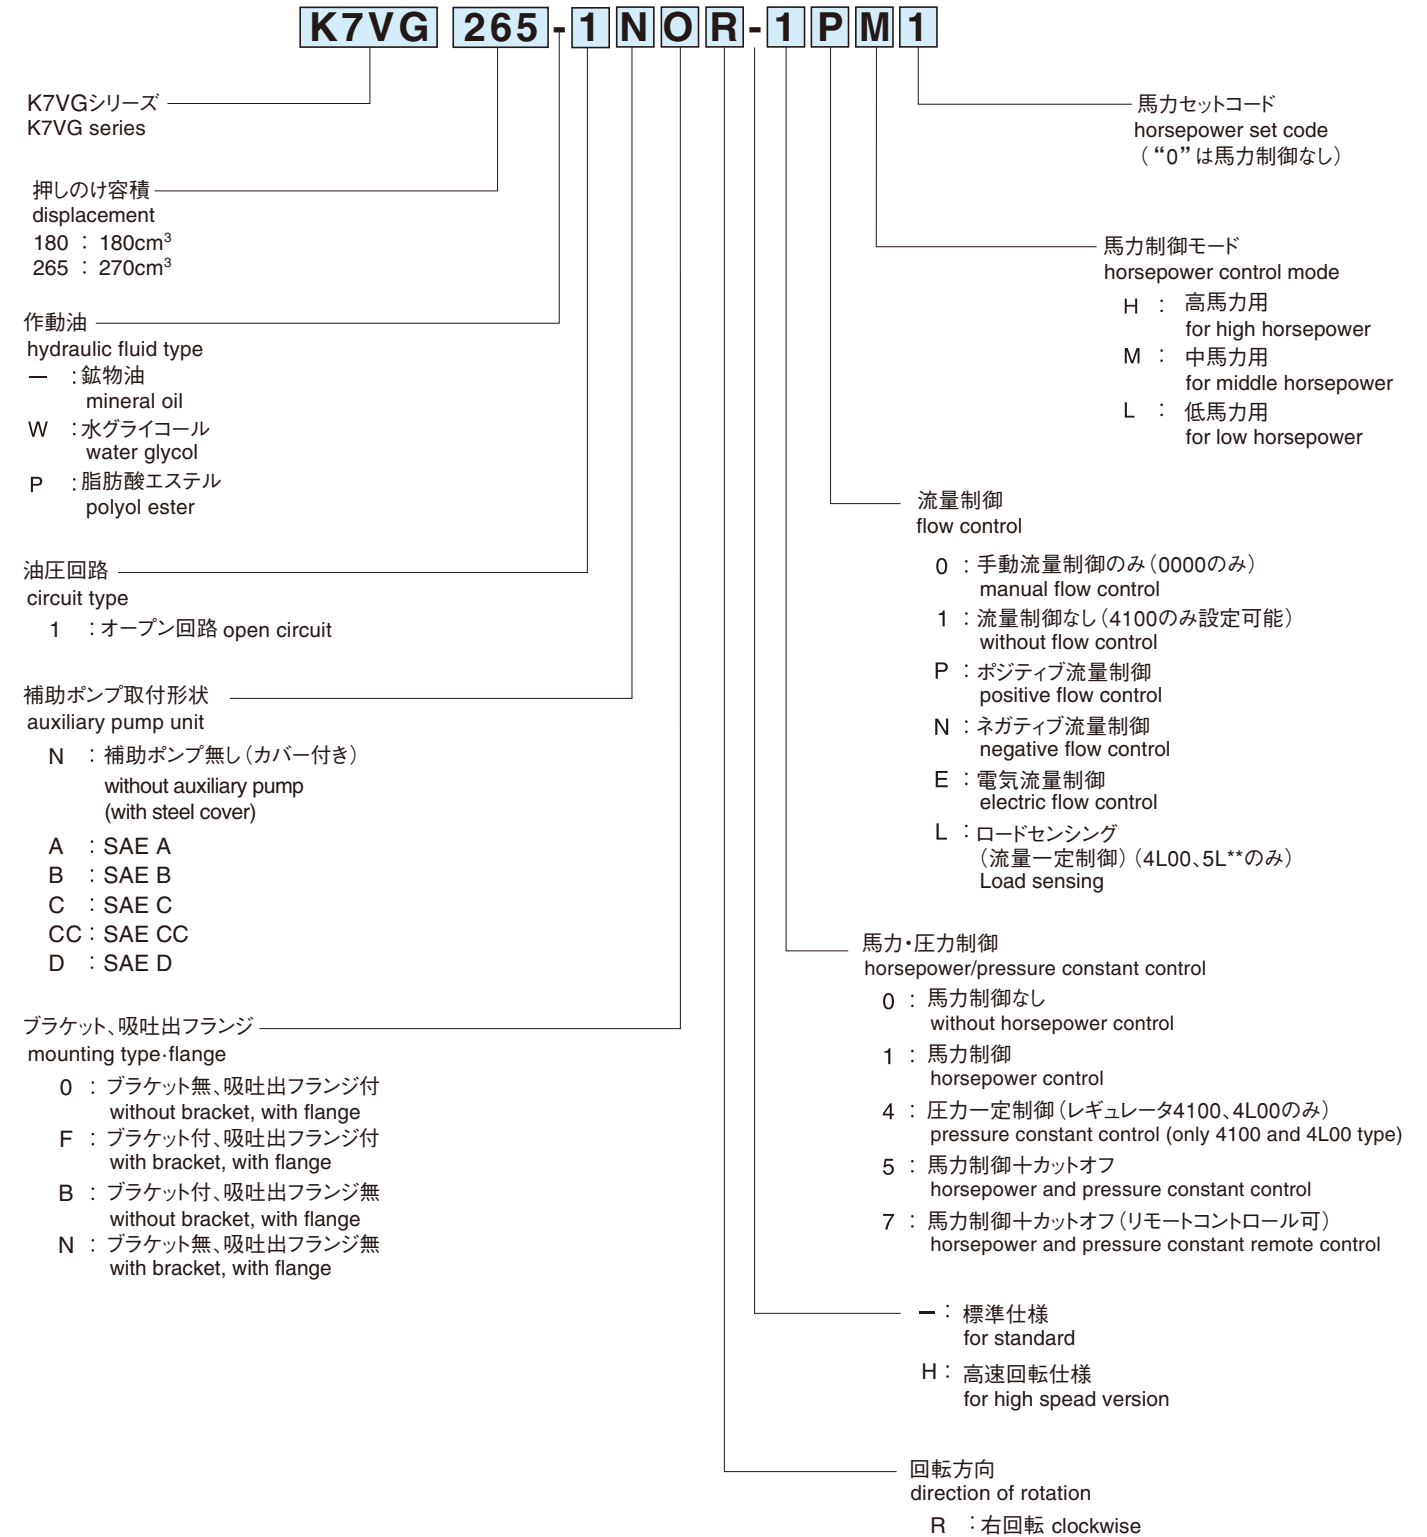 K7VG 265-1NOR-1PM1
K7VGシリーズ
K7VG series
押しのけ容積
displacement
180 : 180cm³
265 : 270cm³
作動油
hydraulic fluid type
ー :鉱物油
mineral oil
W :水グライコール
water glycol
P :脂肪酸エステル
polyol ester
油圧回路
circuit type
1 :オープン回路 open circuit
補助ポンプ取付形状
auxiliary pump unit
N :補助ポンプ無し(カバー付き)
without auxiliary pump
(with steel cover)
A : SAE A
B : SAE B
C : SAE C
CC : SAE CC
D : SAE D
ブラケット、吸吐出フランジ
mounting type·flange
0 : ブラケット無、吸吐出フランジ付
without bracket, with flange
F : ブラケット付、吸吐出フランジ付
with bracket, with flange
B : ブラケット付、吸吐出フランジ無
without bracket, with flange
N : ブラケット無、吸吐出フランジ無
with bracket, with flange
馬力セットコード
horsepower set code
(“0”は馬力制御なし)
馬力制御モード
horsepower control mode
H : 高馬力用
for high horsepower
M : 中馬力用
for middle horsepower
L : 低馬力用
for low horsepower
流量制御
flow control
0 :手動流量制御のみ(0000のみ)
manual flow control
1 :流量制御なし(4100のみ設定可能)
without flow control
P :ポジティブ流量制御
positive flow control
N :ネガティブ流量制御
negative flow control
E :電気流量制御
electric flow control
L :ロードセンシング
(流量一定制御)(4L00、5L**のみ)
Load sensing
馬力・圧力制御
horsepower/pressure constant control
0 : 馬力制御なし
without horsepower control
1 : 馬力制御
horsepower control
4 : 圧力一定制御(レギュレータ4100、4L00のみ)
pressure constant control (only 4100 and 4L00 type)
5 : 馬力制御+カットオフ
horsepower and pressure constant control
7 : 馬力制御+カットオフ(リモートコントロール可)
horsepower and pressure constant remote control
ー: 標準仕様
for standard
H : 高速回転仕様
for high spead version
回転方向
direction of rotation
R :右回転 clockwise